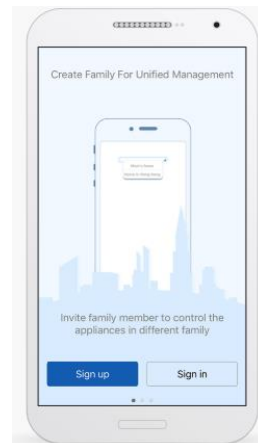 Create Family For Unified Management
Invite family member to control the
appliances in different family
Sign up
Sign in